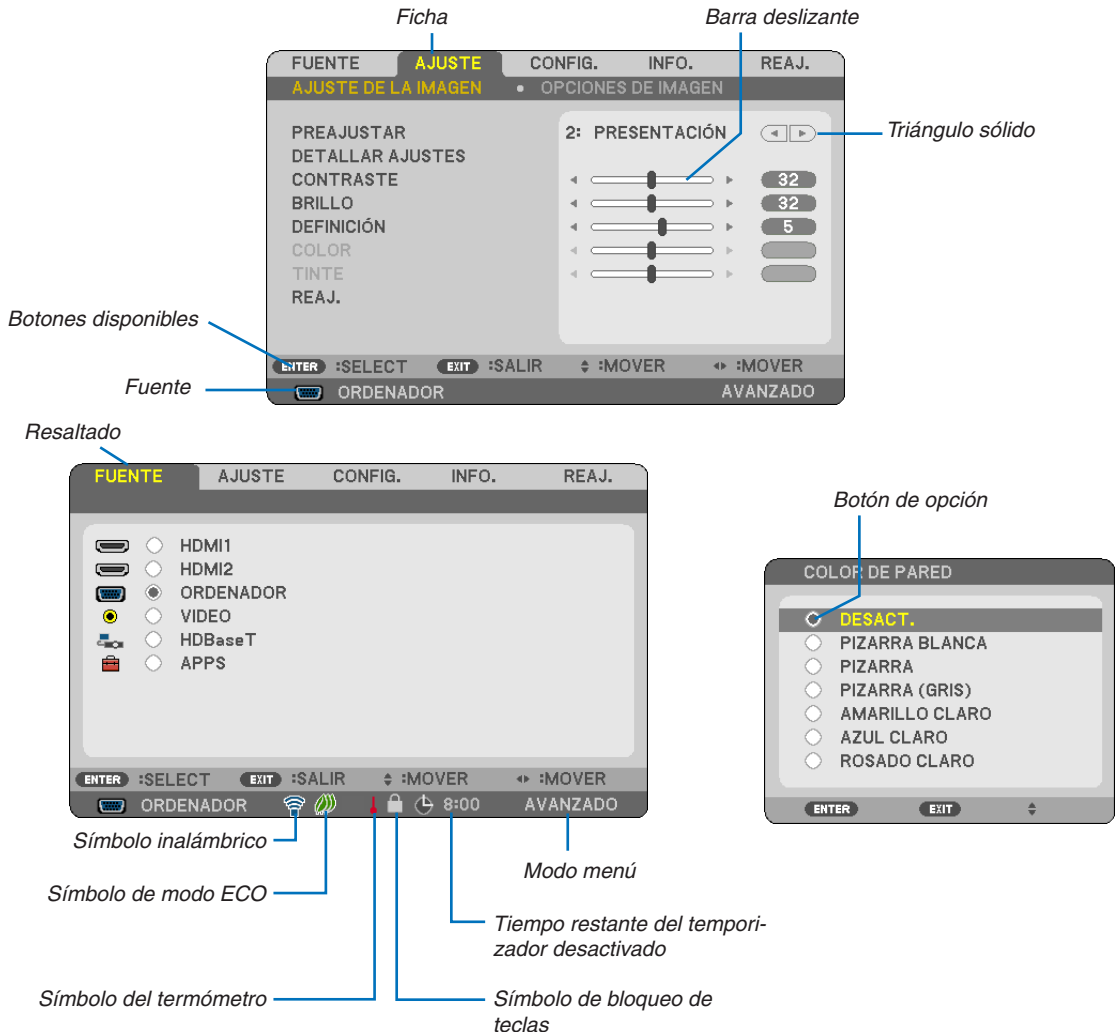 Ficha
Barra deslizante
FUENTE AJUSTE CONFIG. INFO. REAJ.
AJUSTE DE LA IMAGEN • OPCIONES DE IMAGEN
PREAJUSTAR 2: PRESENTACIÓN
Triángulo sólido
DETALLAR AJUSTES
CONTRASTE 32
BRILLO 32
DEFINICIÓN 5
COLOR
TINTE
REAJ.
Botones disponibles
ENTER :SELECT EXIT :SALIR :MOVER :MOVER
Fuente
ORDENADOR AVANZADO
Resaltado
FUENTE AJUSTE CONFIG. INFO. REAJ.
HDMI1
HDMI2
ORDENADOR
VIDEO
HDBaseT
APPS
ENTER :SELECT EXIT :SALIR :MOVER :MOVER
ORDENADOR 8:00 AVANZADO
Botón de opción
COLOR DE PARED
DESACT.
PIZARRA BLANCA
PIZARRA
PIZARRA (GRIS)
AMARILLO CLARO
AZUL CLARO
ROSADO CLARO
ENTER EXIT
Símbolo inalámbrico
Modo menú
Símbolo de modo ECO
Tiempo restante del tempori-
zador desactivado
Símbolo del termómetro
Símbolo de bloqueo de
teclas